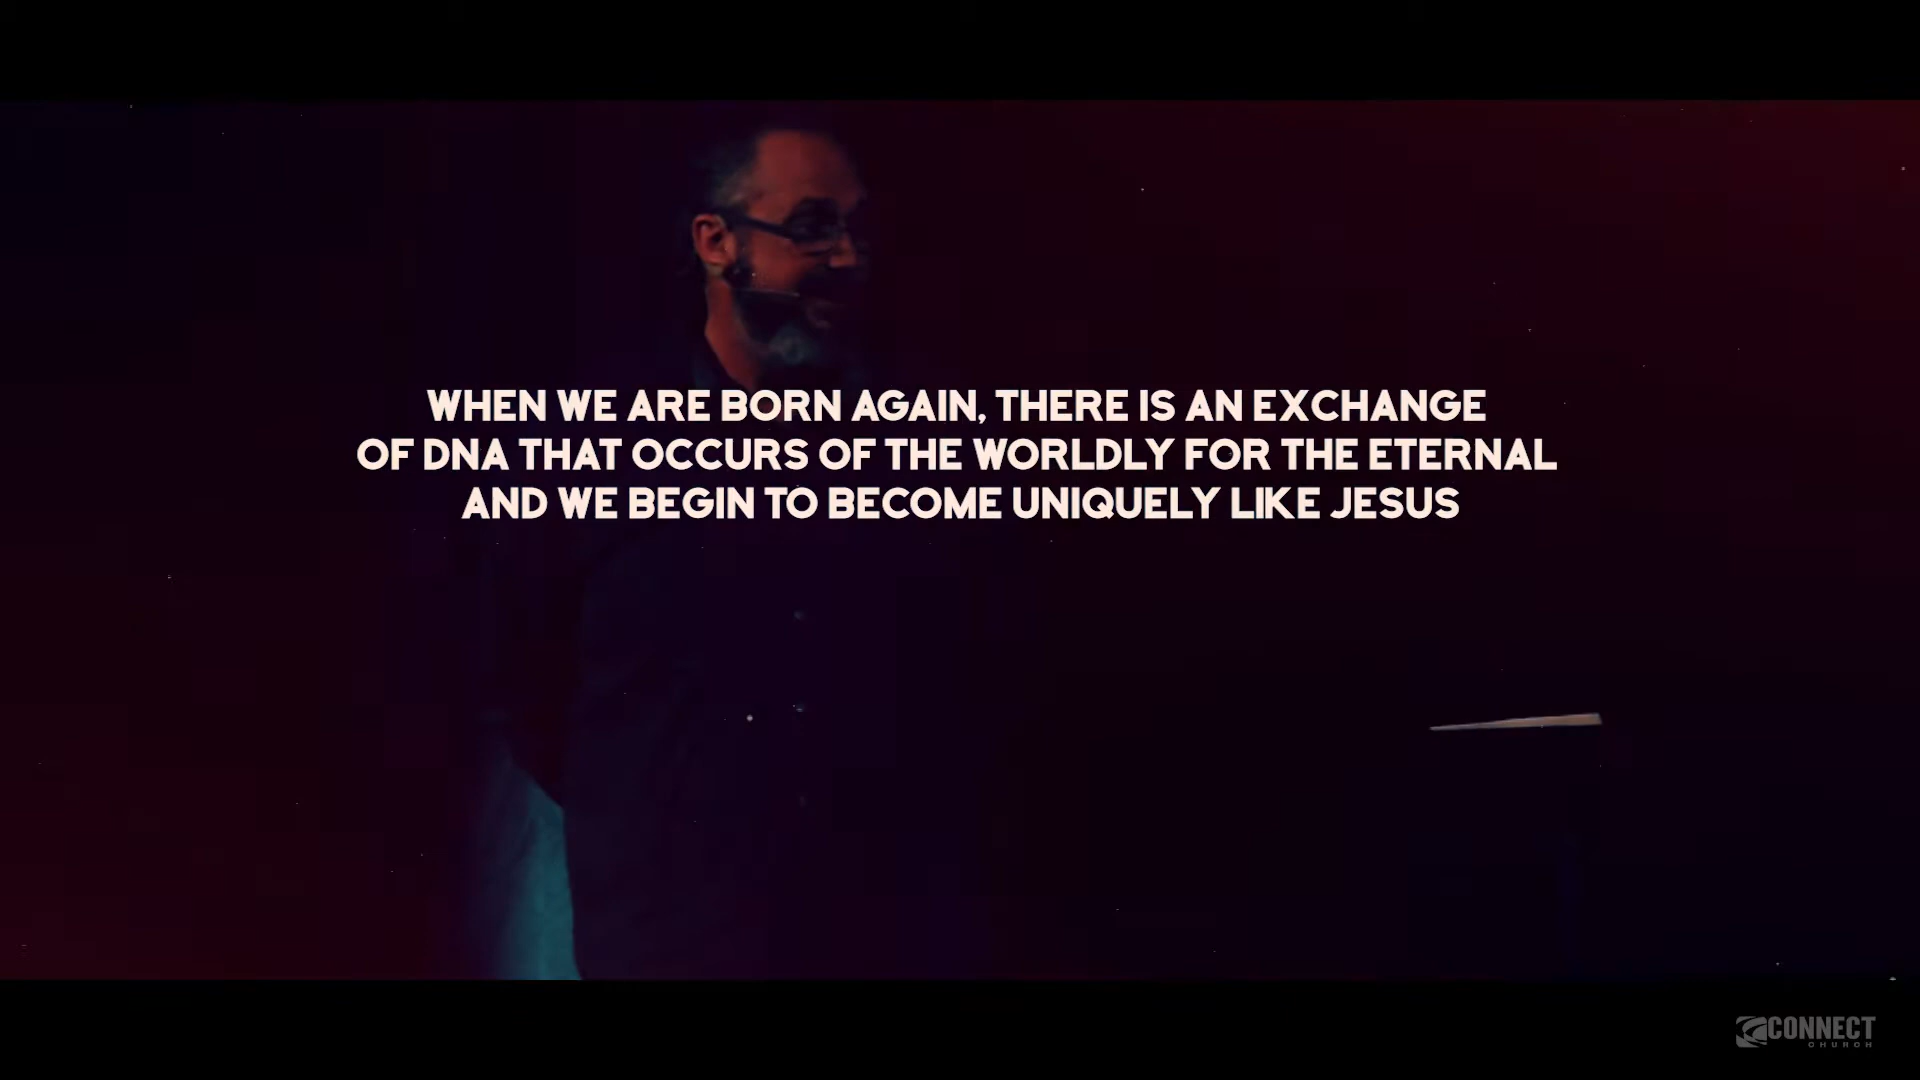 WHEN WE ARE BORN AGAIN, THERE IS AN EXCHANGE
OF DNA THAT OCCURS OF THE WORLDLY FOR THE ETERNAL
AND WE BEGIN TO BECOME UNIQUELY LIKE JESUS
CONNECT
CHURCH